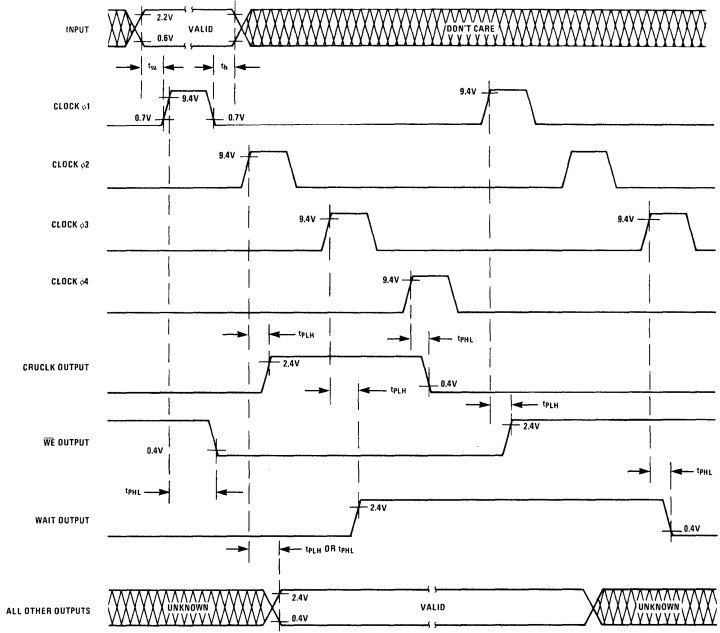 INPUT
2.2V
0.6V
VALID
DON'T CARE
tsu
th
CLOCK φ1
9.4V
0.7V
0.7V
9.4V
CLOCK φ2
9.4V
CLOCK φ3
9.4V
9.4V
CLOCK φ4
9.4V
tPLH
tPHL
CRUCLK OUTPUT
2.4V
0.4V
tPLH
tPLH
WE OUTPUT
0.4V
2.4V
tPHL
tPHL
WAIT OUTPUT
2.4V
0.4V
tPLH OR tPHL
ALL OTHER OUTPUTS
UNKNOWN
2.4V
0.4V
VALID
UNKNOWN